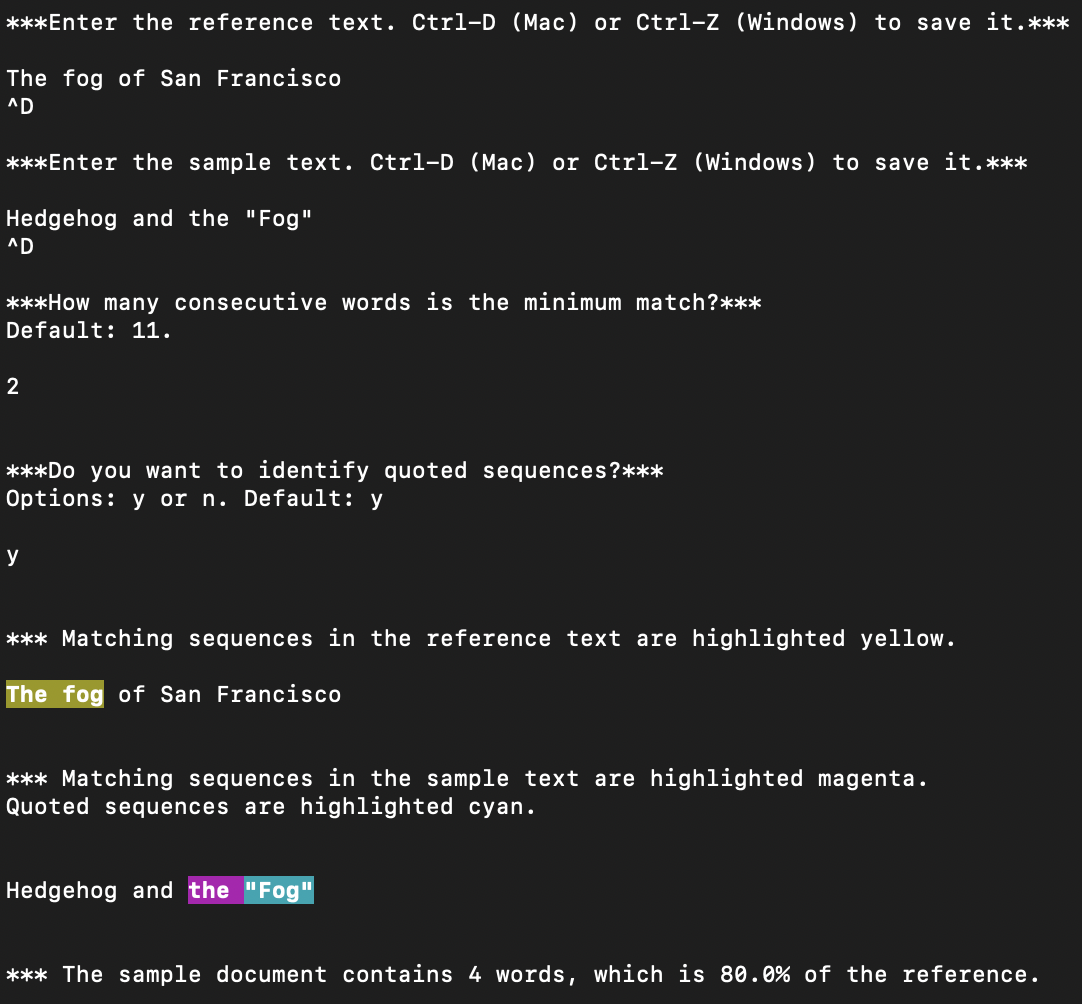 ***Enter the reference text. Ctrl-D (Mac) or Ctrl-Z (Windows) to save it.***
The fog of San Francisco
^D
***Enter the sample text. Ctrl-D (Mac) or Ctrl-Z (Windows) to save it.***
Hedgehog and the "Fog"
^D
***How many consecutive words is the minimum match?***
Default: 11.
2
***Do you want to identify quoted sequences?***
Options: y or n. Default: y
y
*** Matching sequences in the reference text are highlighted yellow.
The fog of San Francisco
*** Matching sequences in the sample text are highlighted magenta.
Quoted sequences are highlighted cyan.
Hedgehog and the "Fog"
*** The sample document contains 4 words, which is 80.0% of the reference.